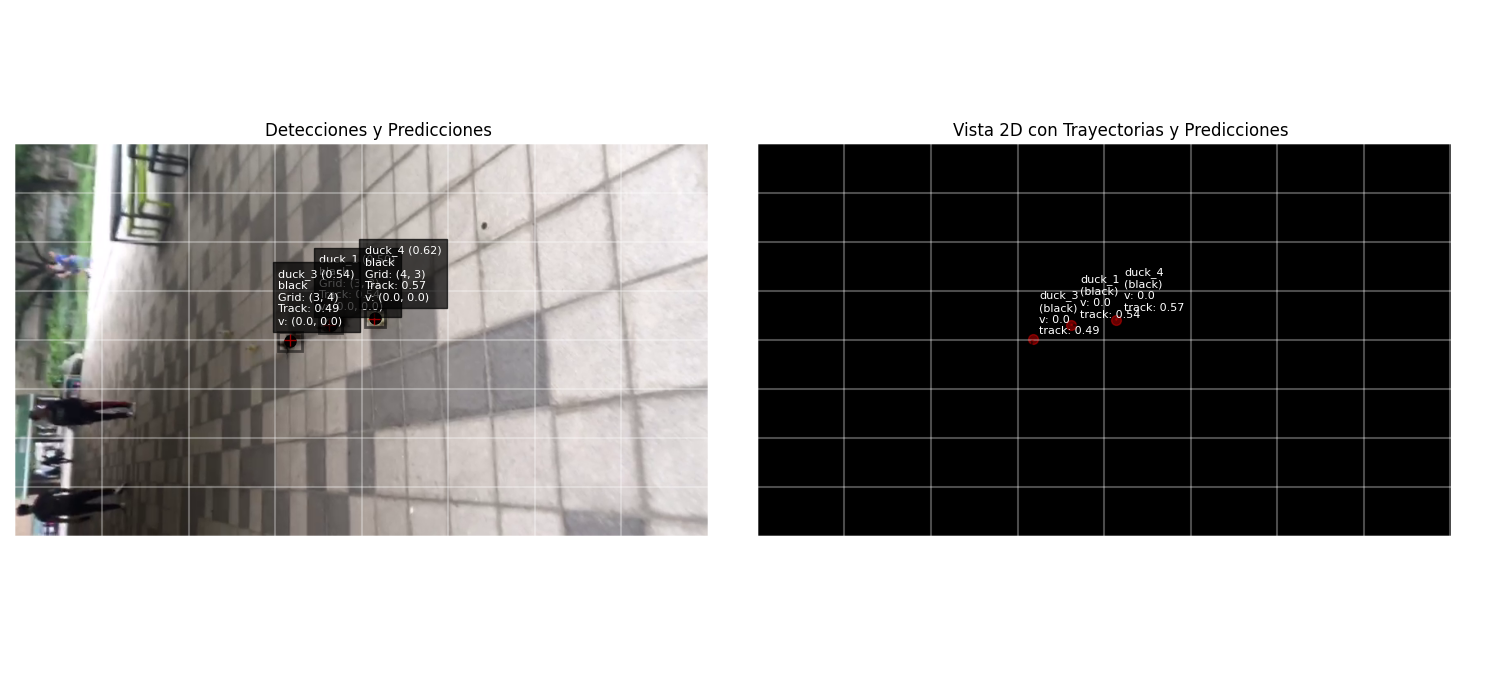 Detecciones y Predicciones
duck_4 (0.62)
black
Grid: (4, 3)
Track: 0.57
v: (0.0, 0.0)
duck_1
duck_3 (0.54)
black
Grid: (3, 4)
Track: 0.49
v: (0.0, 0.0)
Vista 2D con Trayectorias y Predicciones
duck_4
(black)
v: 0.0
track: 0.57
duck_1
(black)
v: 0.0
track: 0.54
duck_3
(black)
v: 0.0
track: 0.49